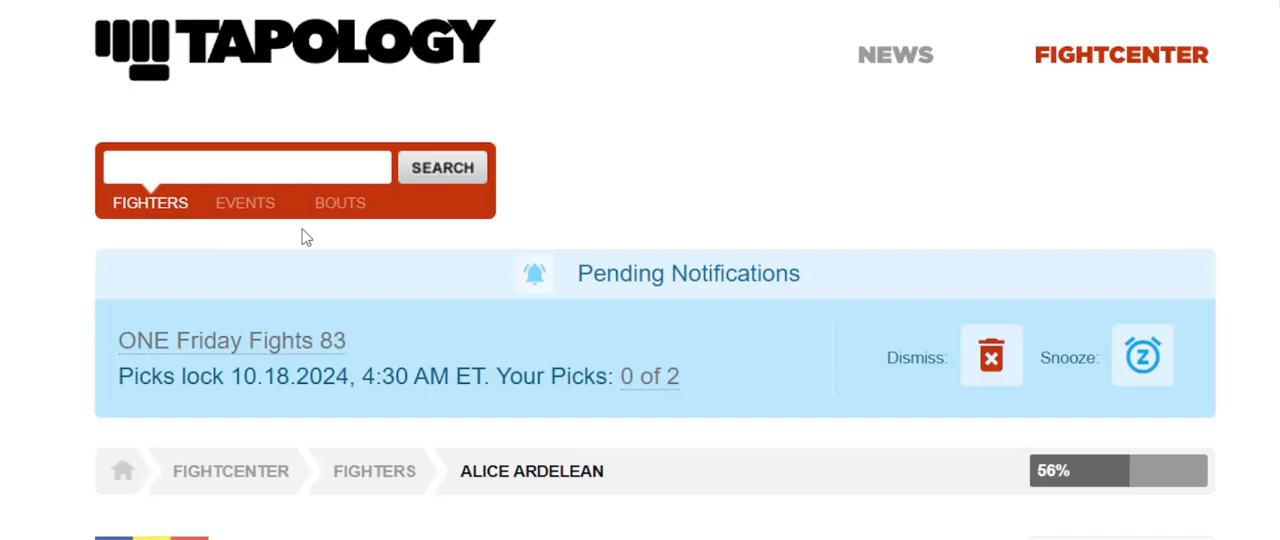 TAPOLOGY
NEWS
FIGHTCENTER
SEARCH
FIGHTERS EVENTS BOUTS
Pending Notifications
ONE Friday Fights 83
Picks lock 10.18.2024, 4:30 AM ET. Your Picks: 0 of 2
Dismiss:
Snooze:
Z
FIGHTCENTER FIGHTERS ALICE ARDELEAN
56%